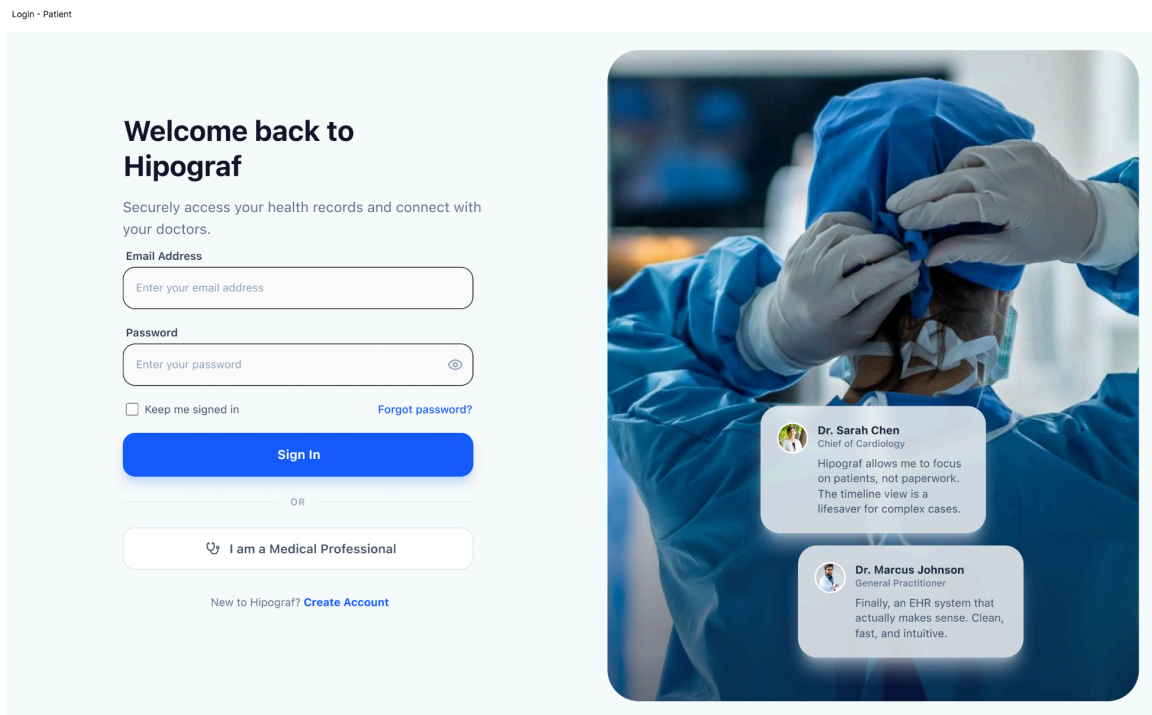 Login - Patient
Welcome back to
Hipograf
Securely access your health records and connect with
your doctors.
Email Address
Enter your email address
Password
Enter your password
Keep me signed in
Forgot password?
Sign In
OR
I am a Medical Professional
New to Hipograf? Create Account
Dr. Sarah Chen
Chief of Cardiology
Hipograf allows me to focus
on patients, not paperwork.
The timeline view is a
lifesaver for complex cases.
Dr. Marcus Johnson
General Practitioner
Finally, an EHR system that
actually makes sense. Clean,
fast, and intuitive.